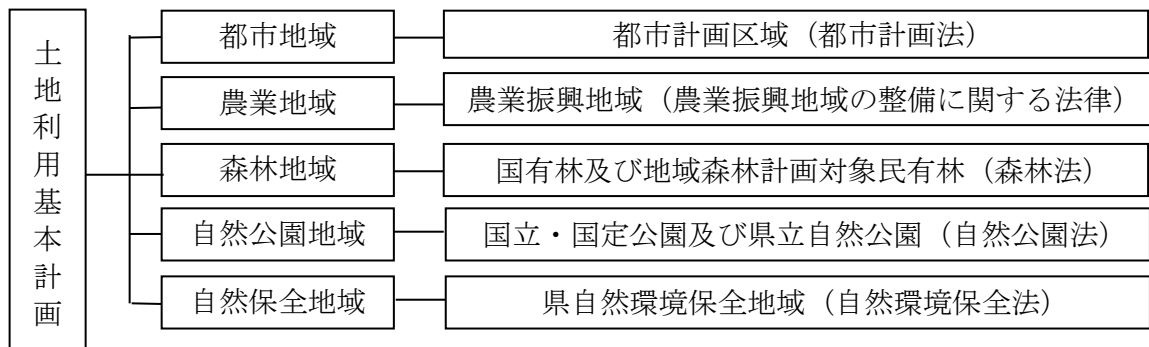 土地利用基本計画
都市地域
都市計画区域（都市計画法）
農業地域
農業振興地域（農業振興地域の整備に関する法律）
森林地域
国有林及び地域森林計画対象民有林（森林法）
自然公園地域
国立・国定公園及び県立自然公園（自然公園法）
自然保全地域
県自然環境保全地域（自然環境保全法）